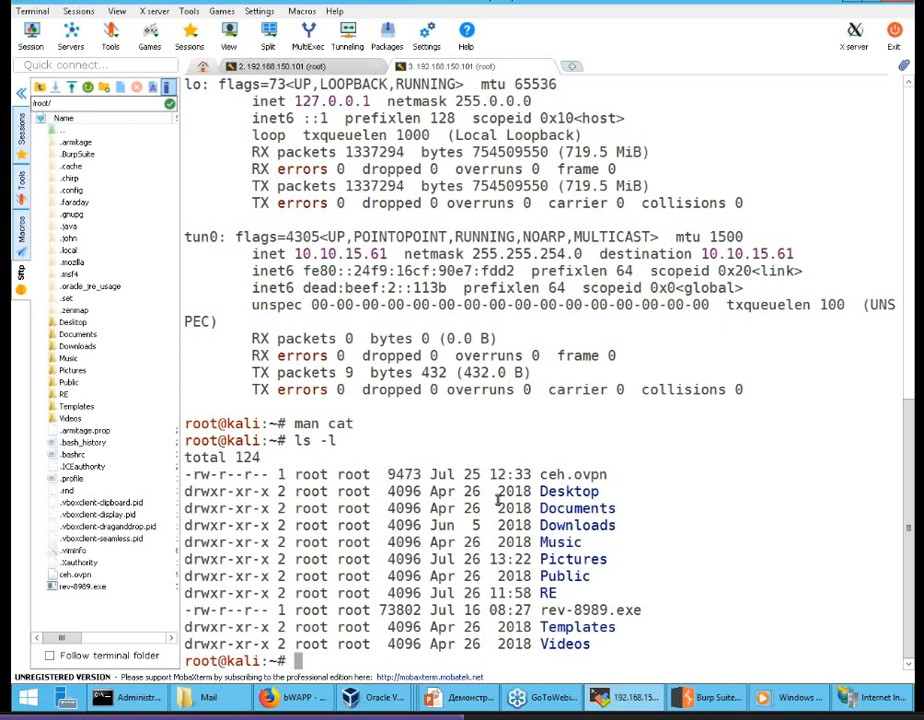 Terminal Sessions View X server Tools Games Settings Macros Help
Session Servers Tools Games Sessions View Split MultiExec Tunneling Packages Settings Help X server Exit
Quick connect...
2. 192.168.150.101 (root)
3. 192.168.150.101 (root)
/root/
Name
..
.armitage
.BurpSuite
.cache
.chirp
.config
.faraday
.gnupg
.java
.john
.local
.mozilla
.msf4
.oracle_jre_usage
.set
.zenmap
Desktop
Documents
Downloads
Music
Pictures
Public
RE
Templates
Videos
.armitage.prop
.bash_history
.bashrc
.ICEauthority
.profile
.rnd
.vboxclient-clipboard.pid
.vboxclient-display.pid
.vboxclient-draganddrop.pid
.vboxclient-seamless.pid
.viminfo
.Xauthority
ceh.ovpn
rev-8989.exe
Follow terminal folder
Sessions
Tools
Macros
Sftp
lo: flags=73<UP,LOOPBACK,RUNNING> mtu 65536
inet 127.0.0.1 netmask 255.0.0.0
inet6 ::1 prefixlen 128 scopeid 0x10<host>
loop txqueuelen 1000 (Local Loopback)
RX packets 1337294 bytes 754509550 (719.5 MiB)
RX errors 0 dropped 0 overruns 0 frame 0
TX packets 1337294 bytes 754509550 (719.5 MiB)
TX errors 0 dropped 0 overruns 0 carrier 0 collisions 0
tun0: flags=4305<UP,POINTOPOINT,RUNNING,NOARP,MULTICAST> mtu 1500
inet 10.10.15.61 netmask 255.255.254.0 destination 10.10.15.61
inet6 fe80::24f9:16cf:90e7:fdd2 prefixlen 64 scopeid 0x20<link>
inet6 dead:beef:2::113b prefixlen 64 scopeid 0x0<global>
unspec 00-00-00-00-00-00-00-00-00-00-00-00-00-00-00-00 txqueuelen 100 (UNS
PEC)
RX packets 0 bytes 0 (0.0 B)
RX errors 0 dropped 0 overruns 0 frame 0
TX packets 9 bytes 432 (432.0 B)
TX errors 0 dropped 0 overruns 0 carrier 0 collisions 0
root@kali:~# man cat
root@kali:~# ls -l
total 124
-rw-r--r-- 1 root root 9473 Jul 25 12:33 ceh.ovpn
drwxr-xr-x 2 root root 4096 Apr 26 2018 Desktop
drwxr-xr-x 2 root root 4096 Apr 26 2018 Documents
drwxr-xr-x 2 root root 4096 Jun 5 2018 Downloads
drwxr-xr-x 2 root root 4096 Apr 26 2018 Music
drwxr-xr-x 2 root root 4096 Jul 26 13:22 Pictures
drwxr-xr-x 2 root root 4096 Apr 26 2018 Public
drwxr-xr-x 2 root root 4096 Jul 26 11:58 RE
-rw-r--r-- 1 root root 73802 Jul 16 08:27 rev-8989.exe
drwxr-xr-x 2 root root 4096 Apr 26 2018 Templates
drwxr-xr-x 2 root root 4096 Apr 26 2018 Videos
root@kali:~#
UNREGISTERED VERSION - Please support MobaXterm by subscribing to the professional edition here: http://mobaxterm.mobatek.net
Administr... Mail bWAPP - ... Oracle V... Демонстр... GoToWebi... 192.168.15... Burp Suite... Windows ... Internet In...